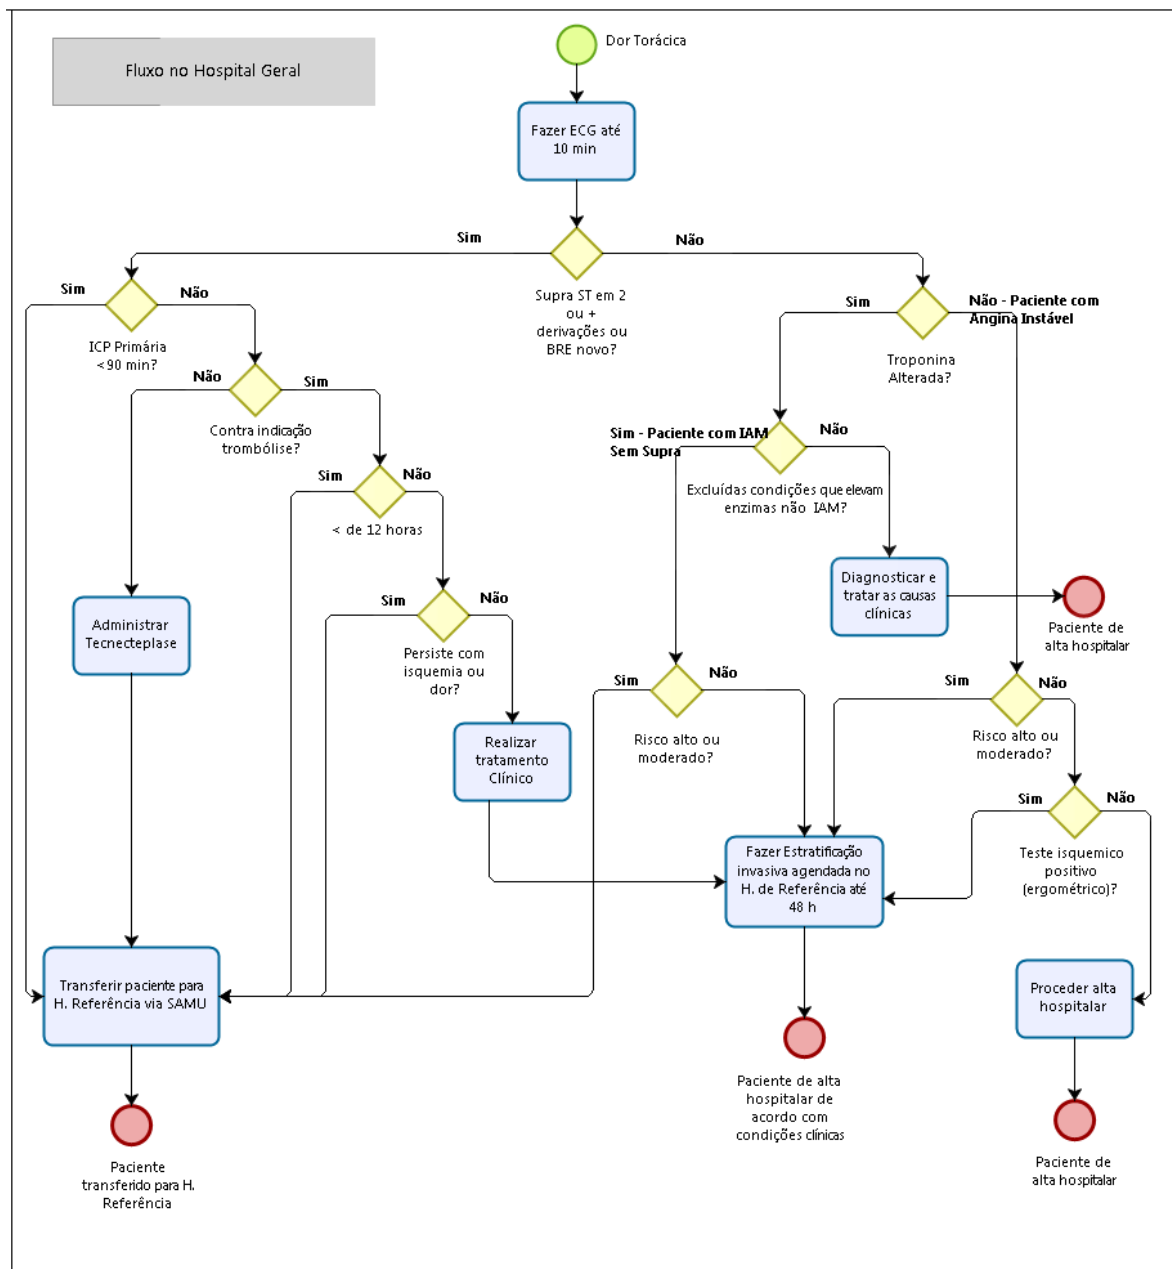 Dor Torácica
Fluxo no Hospital Geral
Fazer ECG até
10 min
Sim
Não
Supra ST em 2
ou +
derivações ou
BRE novo?
Sim
Não
ICP Primária
<90 min?
Sim
Não - Paciente com
Angina Instável
Troponina
Alterada?
Não
Sim
Contra indicação
trombólise?
Sim - Paciente com IAM
Sem Supra
Não
Excluídas condições que elevam
enzimas não IAM?
Sim
Não
< de 12 horas
Diagnosticar e
tratar as causas
clínicas
Paciente de
alta hospitalar
Administrar
Tecnecteplase
Sim
Não
Persiste com
isquemia ou
dor?
Sim
Não
Risco alto ou
moderado?
Sim
Não
Risco alto ou
moderado?
Realizar
tratamento
Clínico
Sim
Não
Teste isquemico
positivo
(ergométrico)?
Fazer Estratificação
invasiva agendada no
H. de Referência até
48 h
Transferir paciente para
H. Referência via SAMU
Proceder alta
hospitalar
Paciente de alta
hospitalar de
acordo com
condições clínicas
Paciente
transferido para H.
Referência
Paciente de
alta hospitalar